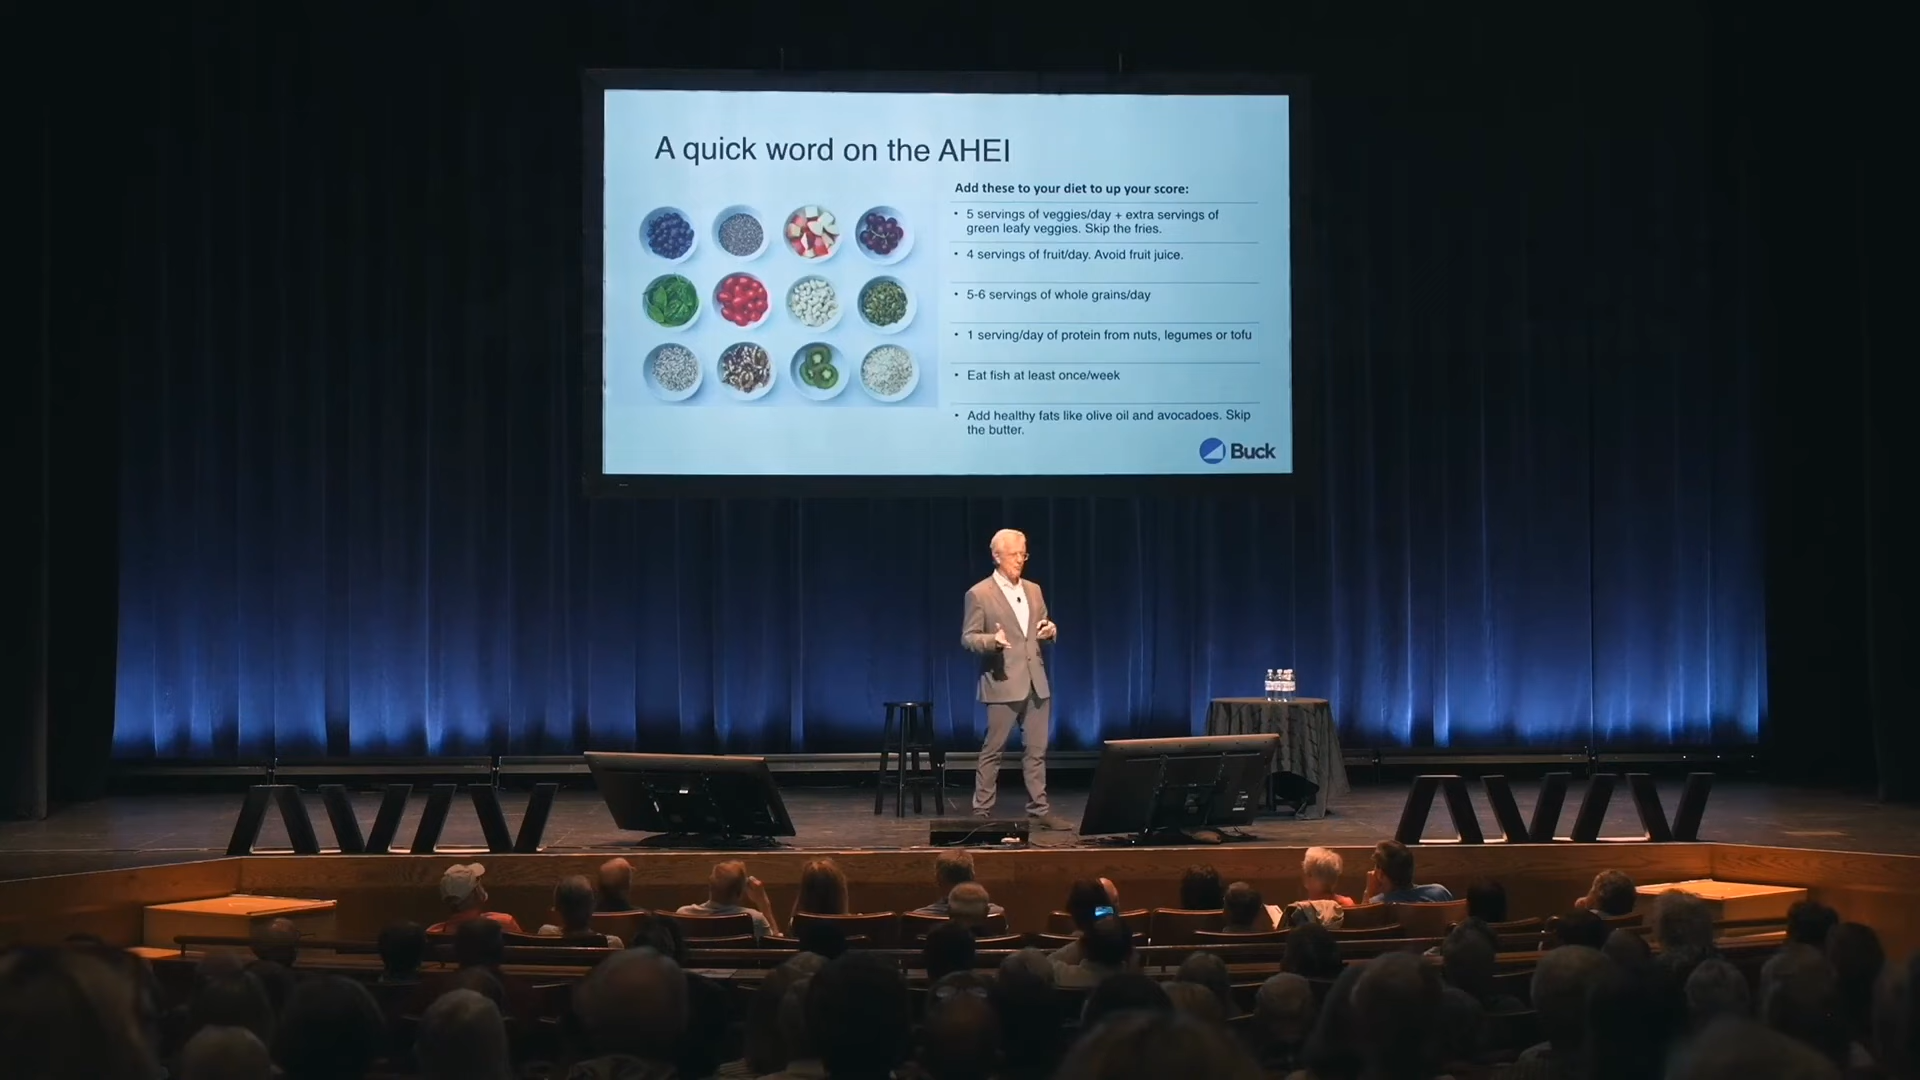 A quick word on the AHEI
Add these to your diet to up your score:
• 5 servings of veggies/day + extra servings of
green leafy veggies. Skip the fries.
• 4 servings of fruit/day. Avoid fruit juice.
• 5-6 servings of whole grains/day
• 1 serving/day of protein from nuts, legumes or tofu
• Eat fish at least once/week
• Add healthy fats like olive oil and avocadoes. Skip
the butter.
Buck